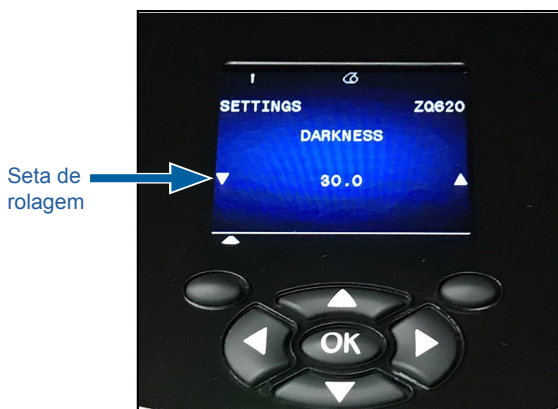 SETTINGS ZQ620
DARKNESS
Seta de
rolagem
30.0
OK